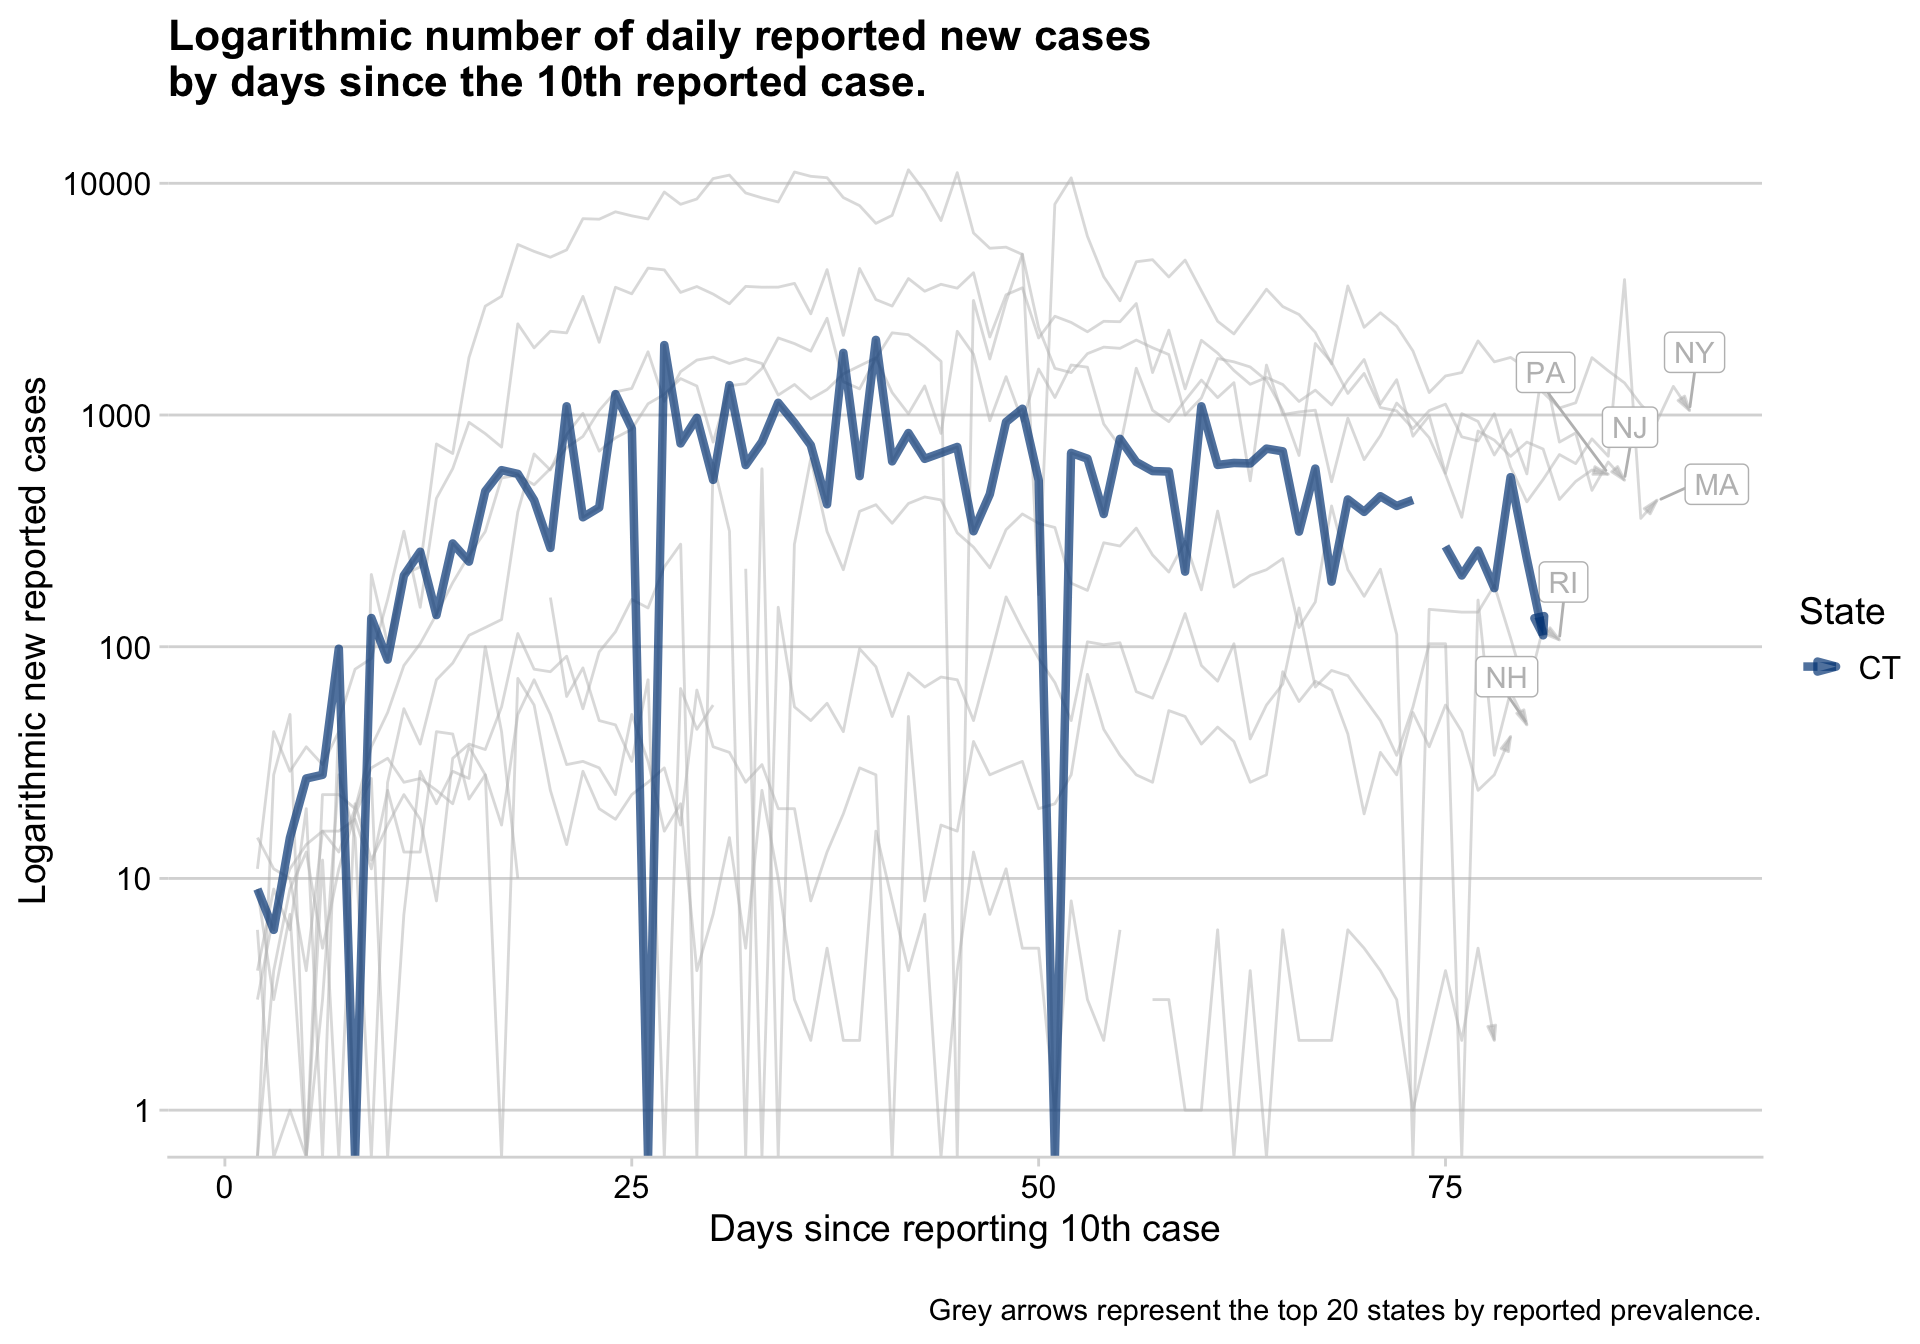 Logarithmic number of daily reported new cases
by days since the 10th reported case.
Logarithmic new reported cases
10000
1000
100
10
1
PA
NY
NJ
MA
RI
NH
State
CT
0
25
50
75
Days since reporting 10th case
Grey arrows represent the top 20 states by reported prevalence.